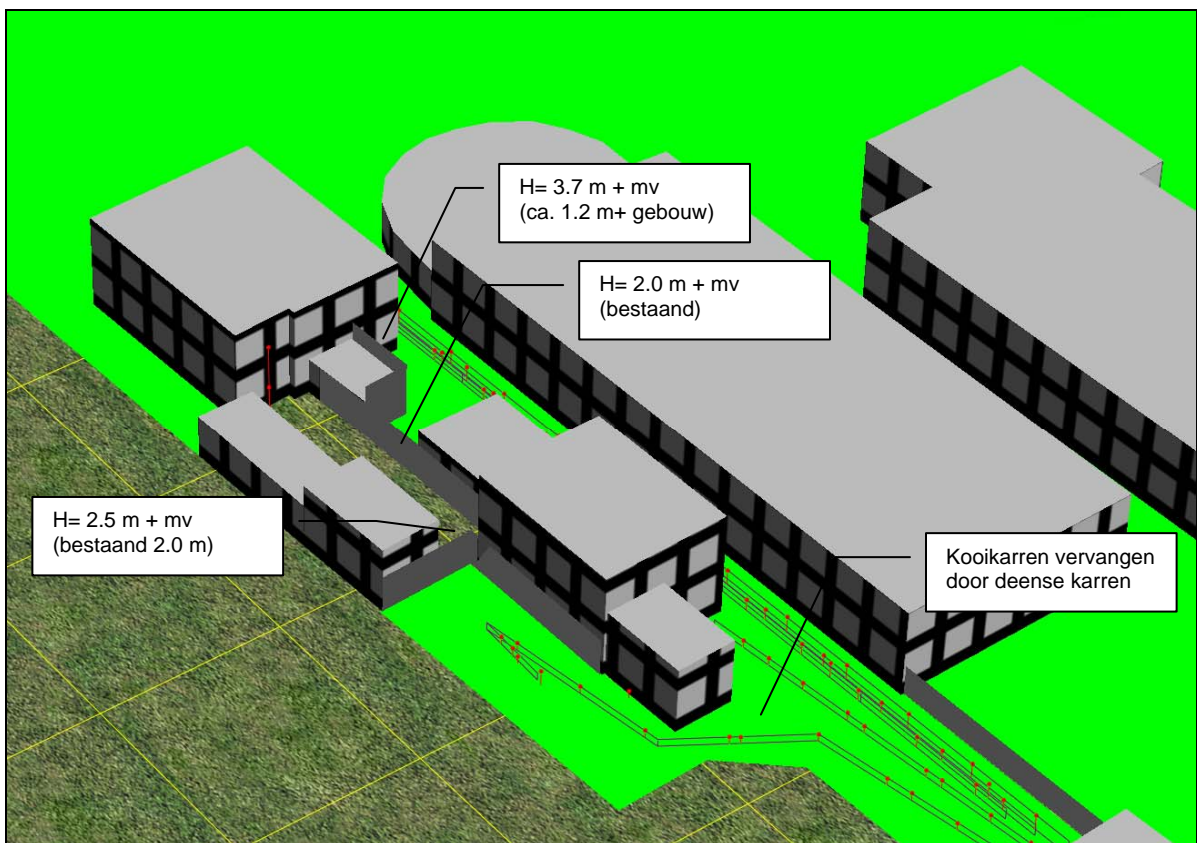 H= 3.7 m + mv
(ca. 1.2 m+ gebouw)
H= 2.0 m + mv
(bestaand)
H= 2.5 m + mv
(bestaand 2.0 m)
Kooikarren vervangen
door deense karren